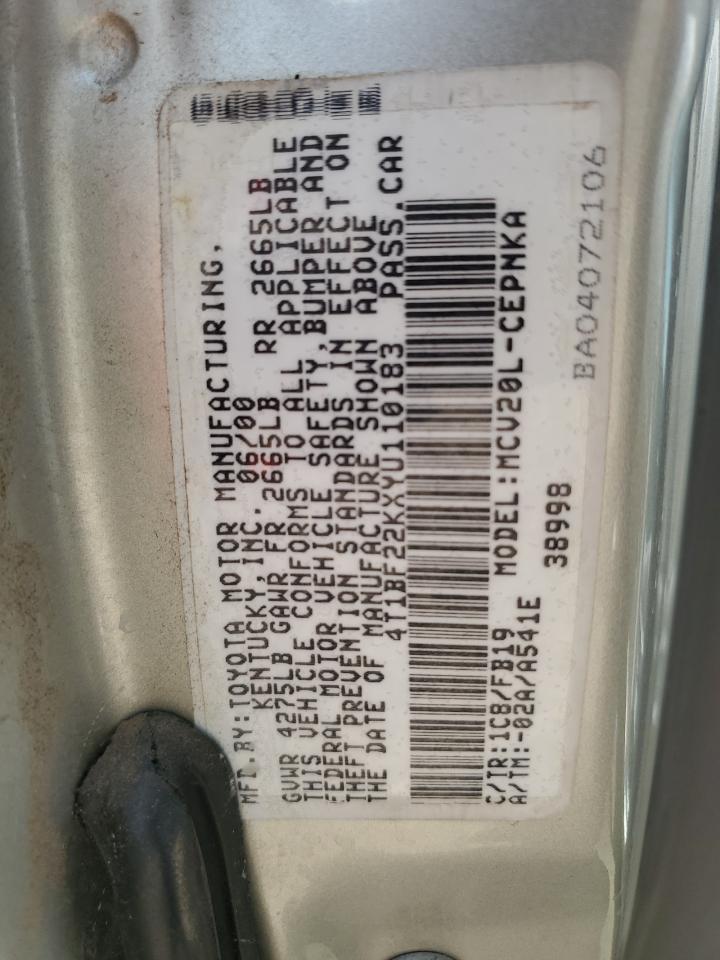 MFD.BY:TOYOTA MOTOR MANUFACTURING,
KENTUCKY,INC. 06/00
GVWR 4275LB GAWR FR 2665LB RR 2665LB
THIS VEHICLE CONFORMS TO ALL APPLICABLE
FEDERAL MOTOR VEHICLE SAFETY,BUMPER AND
THEFT PREVENTION STANDARDS IN EFFECT ON
THE DATE OF MANUFACTURE SHOWN ABOVE
4T1BF22KXYU110183 PASS.CAR
C/TR:1C8/FB19 MODEL:MCV20L-CEPNKA
A/TM:-02A/A541E
38998
BA04072106